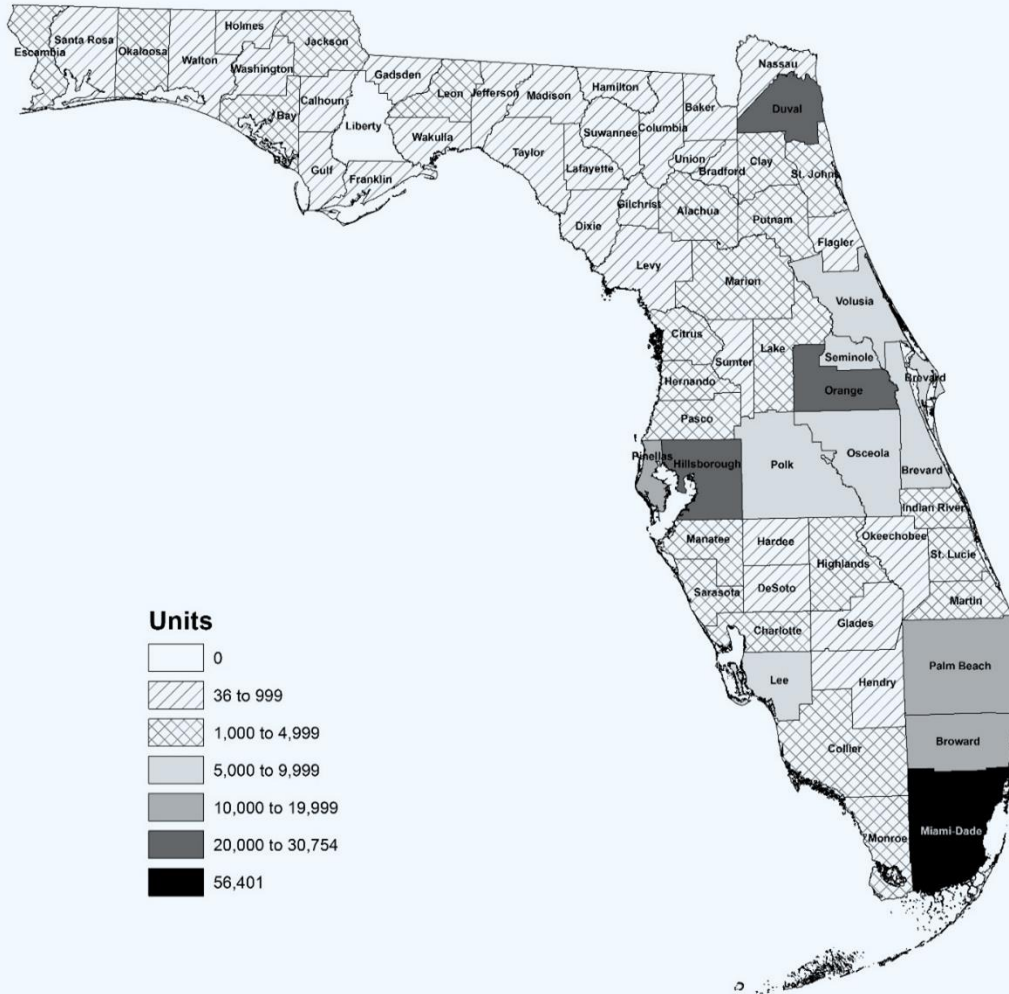 Holmes
Santa Rosa
Jackson
Escambia
Okaloosa
Walton
Washington
Nassau
Gadsden
Leon
Jefferson
Madison
Hamilton
Calhoun
Baker
Duval
Bay
Liberty
Suwannee
Columbia
Wakulla
Taylor
Bay
Union
Clay
Lafayette
Bradford
St. Johns
Gulf
Franklin
Gilchrist
Alachua
Putnam
Dixie
Flagler
Levy
Marion
Volusia
Citrus
Lake
Sumter
Seminole
Brevard
Hernando
Orange
Pasco
Pinellas
Hillsborough
Polk
Osceola
Brevard
Indian River
Okeechobee
Manatee
Hardee
St. Lucie
Highlands
Sarasota
DeSoto
Martin
Glades
Charlotte
Palm Beach
Lee
Hendry
Broward
Collier
Miami-Dade
Monroe
Units
0
36 to 999
1,000 to 4,999
5,000 to 9,999
10,000 to 19,999
20,000 to 30,754
56,401